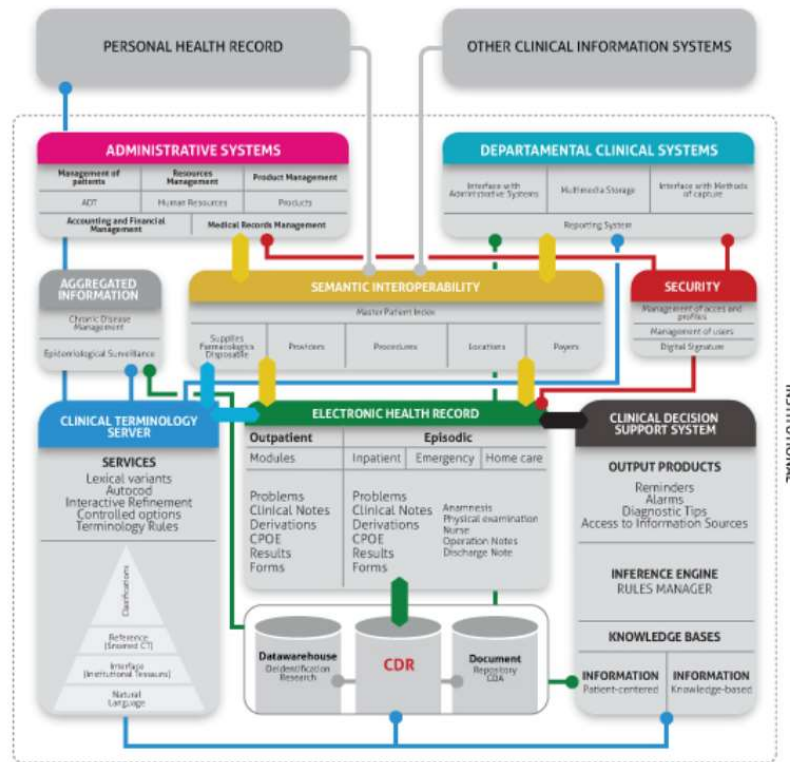 PERSONAL HEALTH RECORD
OTHER CLINICAL INFORMATION SYSTEMS
ADMINISTRATIVE SYSTEMS
Management of
patients
Resources
Management
Product Management
ADT
Human Resources
Products
Accounting and Financial
Management
Medical Records Management
DEPARTAMENTAL CLINICAL SYSTEMS
Interface with
Administrative Systems
Multimedia Storage
Interface with Methods
of capture
Reporting System
AGGREGATED
INFORMATION
Chronic Disease
Management
Epidemiological Surveillance
SEMANTIC INTEROPERABILITY
Master Patient Index
Supplies
Farmacologics
Disposable
Providers
Procedures
Locations
Payers
SECURITY
Management of acces and
profiles
Management of users
Digital Signature
CLINICAL TERMINOLOGY
SERVER
SERVICES
Lexical variants
Autocod
Interactive Refinement
Controlled options
Terminology Rules
Clasifications
Reference
(Snomed CT)
Interface
(Institutional Tesaurus)
Natural
Language
ELECTRONIC HEALTH RECORD
Outpatient
Episodic
Modules
Inpatient
Emergency
Home care
Problems
Clinical Notes
Derivations
CPOE
Results
Forms
Problems
Clinical Notes
Derivations
CPOE
Results
Forms
Anamnesis
Physical examination
Nurse
Operation Notes
Discharge Note
Datawarehouse
Deidentification
Research
CDR
Document
Repository
CDA
CLINICAL DECISION
SUPPORT SYSTEM
OUTPUT PRODUCTS
Reminders
Alarms
Diagnostic Tips
Access to Information Sources
INFERENCE ENGINE
RULES MANAGER
KNOWLEDGE BASES
INFORMATION
Patient-centered
INFORMATION
Knowledge-based